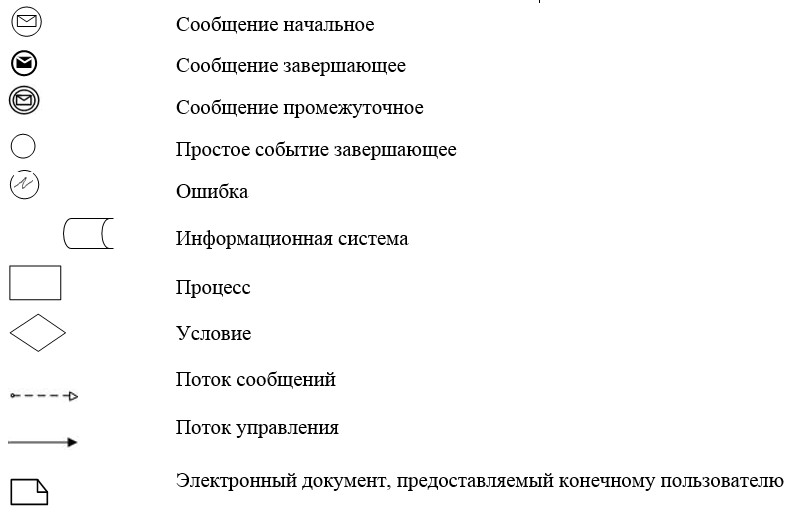 Сообщение начальное
Сообщение завершающее
Сообщение промежуточное
Простое событие завершающее
Ошибка
Информационная система
Процесс
Условие
Поток сообщений
Поток управления
Электронный документ, предоставляемый конечному пользователю